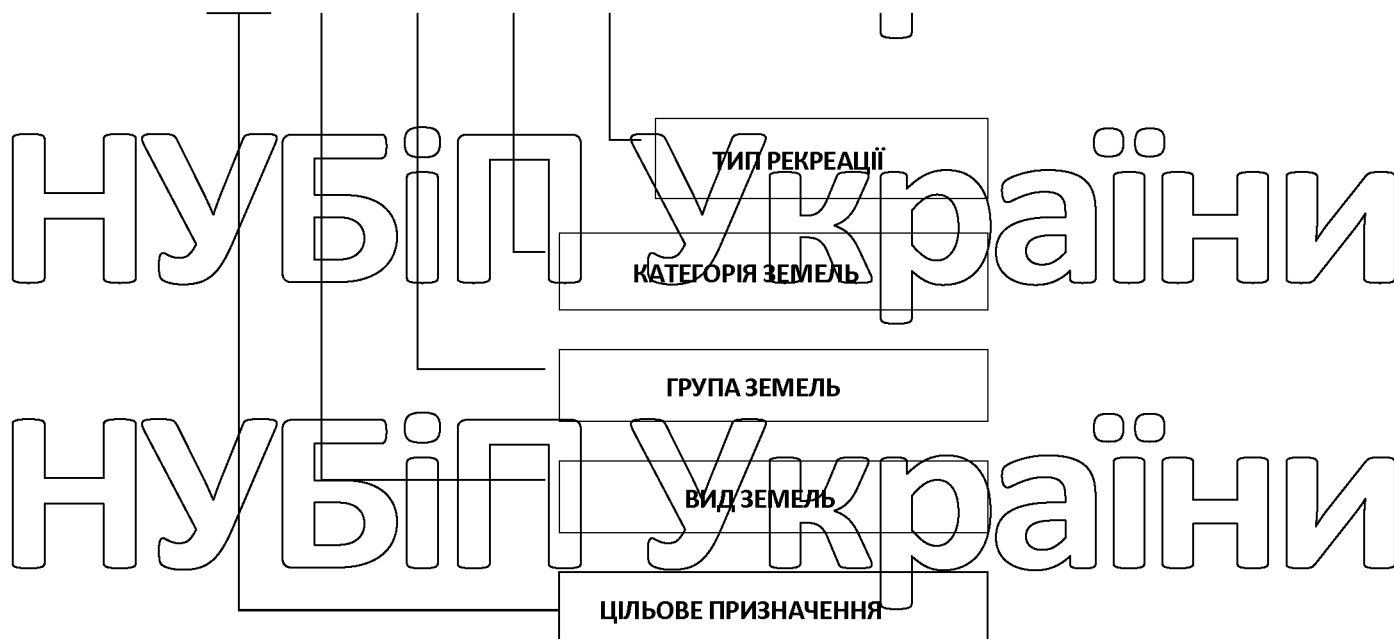 ТИП РЕКРЕАЦІЇ
НУБІП України
КАТЕГОРІЯ ЗЕМЕЛЬ
ГРУПА ЗЕМЕЛЬ
НУБІП України
ВИД ЗЕМЕЛЬ
ЦІЛЬОВЕ ПРИЗНАЧЕННЯ